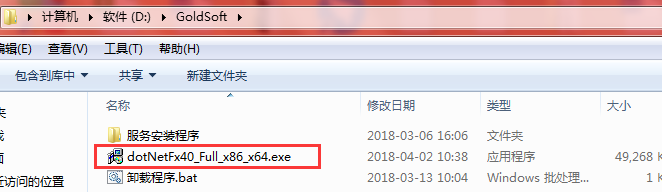 计算机 软件 (D:) GoldSoft
编辑(E) 查看(V) 工具(T) 帮助(H)
包含到库中 共享 新建文件夹
名称 修改日期 类型 大小
服务安装程序 2018-03-06 16:06 文件夹
dotNetFx40_Full_x86_x64.exe 2018-04-02 10:38 应用程序 49,268 K
面 卸载程序.bat 2018-03-13 10:04 Windows 批处理... 1 K
近访问的位置